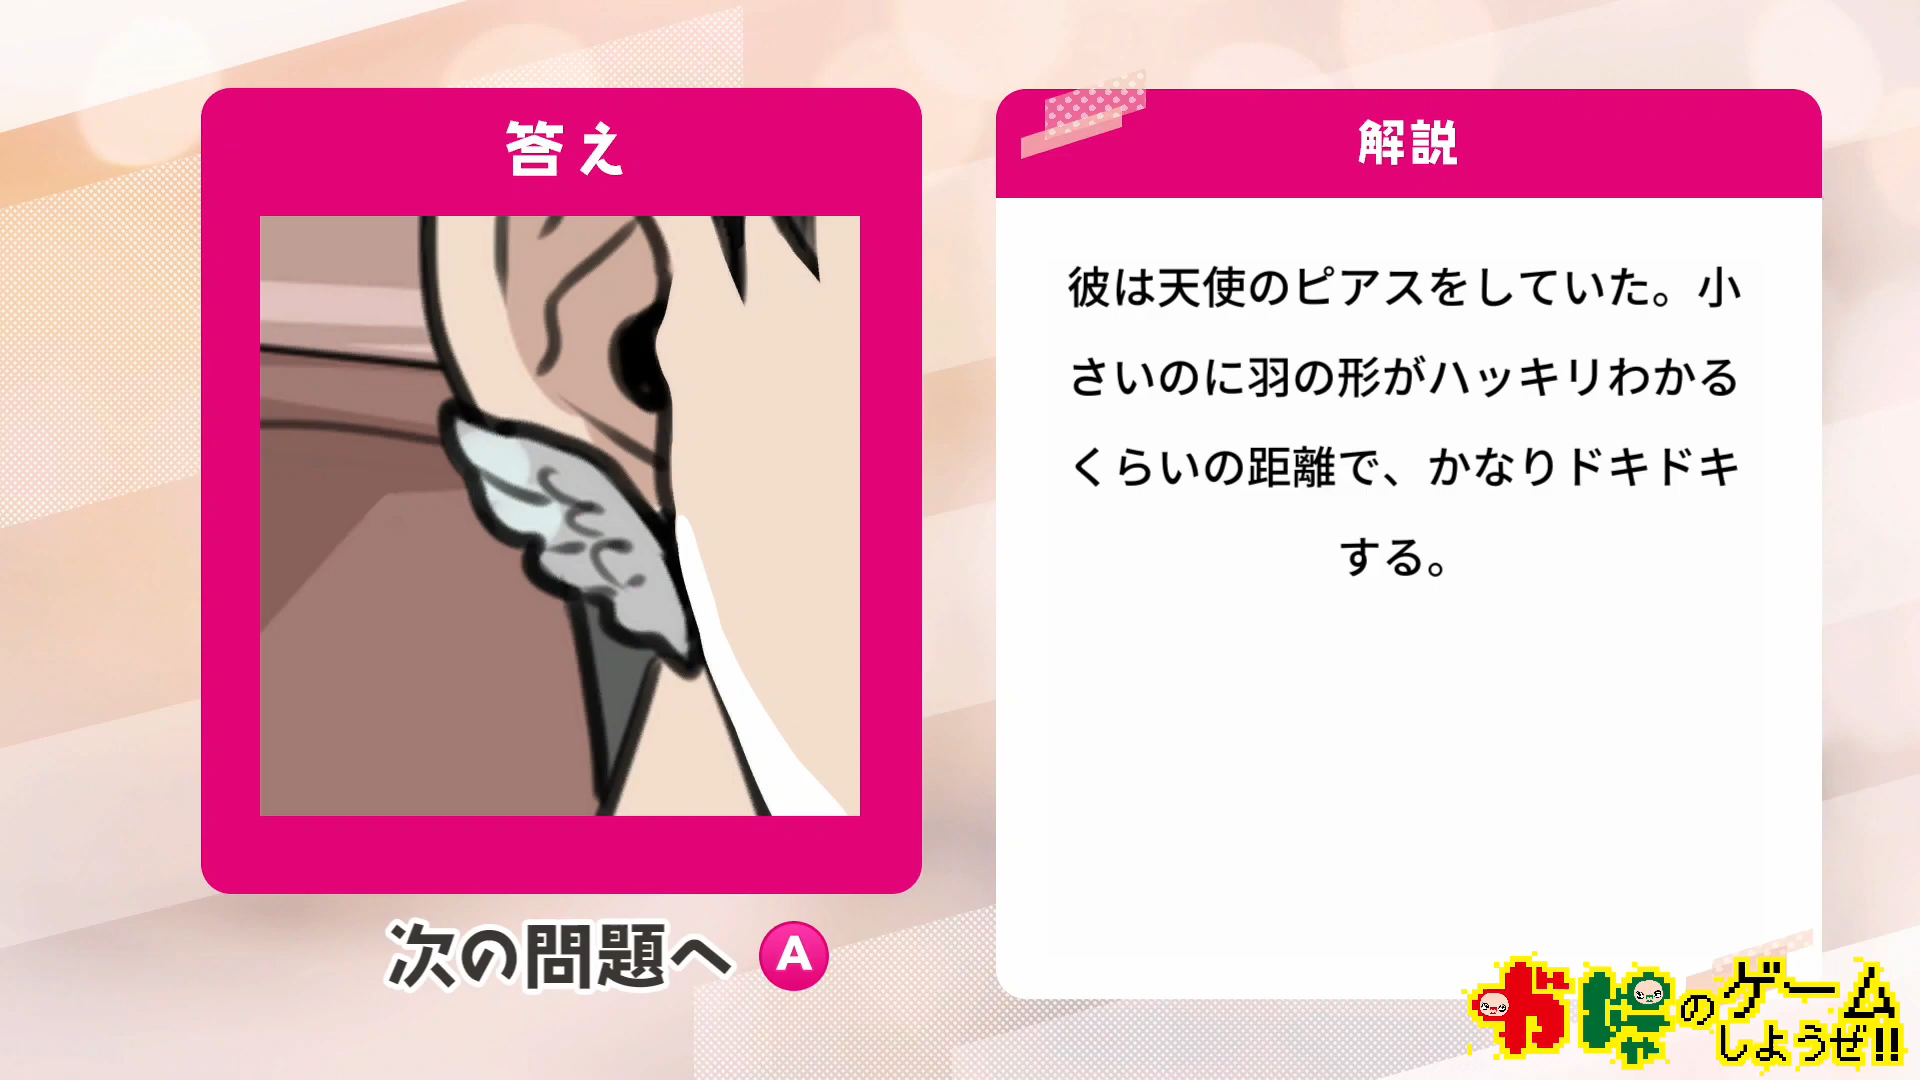 答え
解説
彼は天使のピアスをしていた。小
さいのに羽の形がハッキリわかる
くらいの距離で、かなりドキドキ
する。
次の問題へ A
のゲーム
しようぜ!!